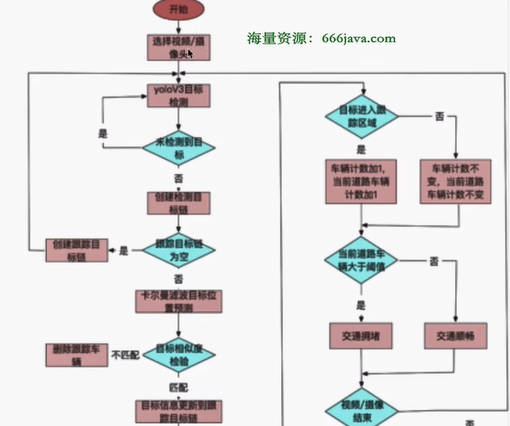 开始
海量资源：666java.com
选择视频/摄
像头
yoloV3目标
检测
是
未检测到目
标
否
创建检测目
标链
跟踪目标链
为空
是
创建跟踪目
标链
否
卡尔曼滤波目标位
置预测
目标相似度
检验
不匹配
删除跟踪车
辆
匹配
目标信息更新到跟
踪目标链
目标进入跟
踪区域
否
是
车辆计数加1，
当前道路车辆
计数加1
车辆计数不
变，当前道路
车辆计数不变
当前道路车
辆大于阈值
否
是
交通拥堵
交通顺畅
视频/摄像
结束
否